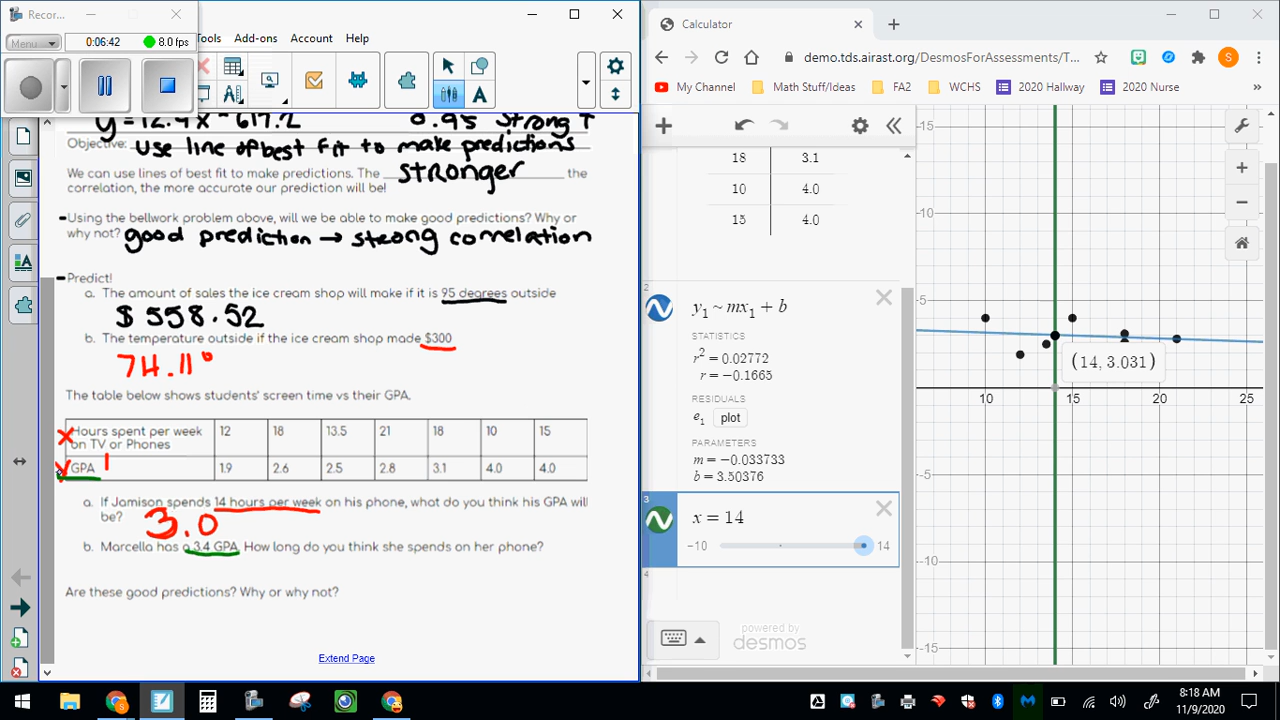 Recor...
Menu
0:06:42
8.0 fps
Tools Add-ons Account Help
y=12.4x-617.2 0.95 strong
Objective: use line of best fit to make predictions
We can use lines of best fit to make predictions. The stronger the
correlation, the more accurate our prediction will be!
Using the bellwork problem above, will we be able to make good predictions? Why or
why not? good prediction → strong correlation
Predict!
a. The amount of sales the ice cream shop will make if it is 95 degrees outside
$ 558.52
b. The temperature outside if the ice cream shop made $300
74.11°
The table below shows students' screen time vs their GPA.
x Hours spent per week on TV or Phones 12 18 13.5 21 18 10 15
y GPA 1.9 2.6 2.5 2.8 3.1 4.0 4.0
a. If Jamison spends 14 hours per week on his phone, what do you think his GPA will
be? 3.0
b. Marcella has a 3.4 GPA. How long do you think she spends on her phone?
Are these good predictions? Why or why not?
Extend Page
Calculator
demo.tds.airast.org/DesmosForAssessments/T...
S
My Channel Math Stuff/Ideas FA2 WCHS 2020 Hallway 2020 Nurse
18 3.1
10 4.0
15 4.0
2
y₁ ~ mx₁ + b
STATISTICS
r² = 0.02772
r = −0.1665
RESIDUALS
e₁ plot
PARAMETERS
m = −0.033733
b = 3.50376
3
x = 14
-10 14
4
powered by
desmos
15
10
5
(14, 3.031)
10 15 20 25
-5
-10
-15
8:18 AM
11/9/2020